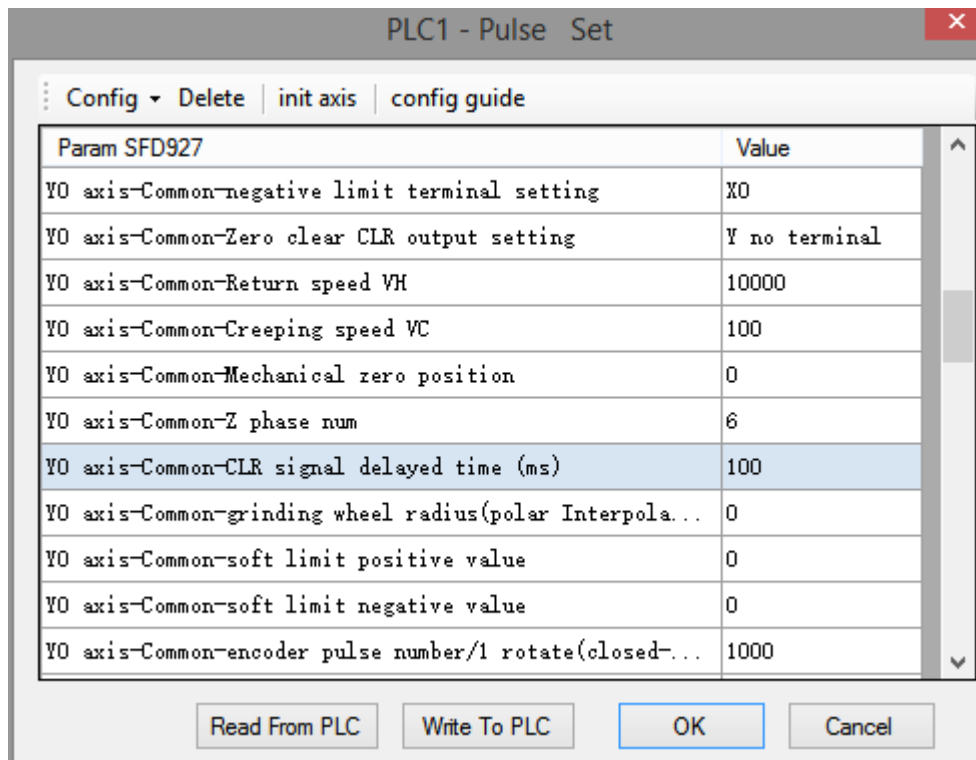 PLC1 - Pulse Set
Config Delete init axis config guide
Param SFD927 Value
Y0 axis-Common-negative limit terminal setting X0
Y0 axis-Common-Zero clear CLR output setting Y no terminal
Y0 axis-Common-Return speed VH 10000
Y0 axis-Common-Creeping speed VC 100
Y0 axis-Common-Mechanical zero position 0
Y0 axis-Common-Z phase num 6
Y0 axis-Common-CLR signal delayed time (ms) 100
Y0 axis-Common-grinding wheel radius(polar Interpola... 0
Y0 axis-Common-soft limit positive value 0
Y0 axis-Common-soft limit negative value 0
Y0 axis-Common-encoder pulse number/1 rotate(closed-... 1000
Read From PLC Write To PLC OK Cancel